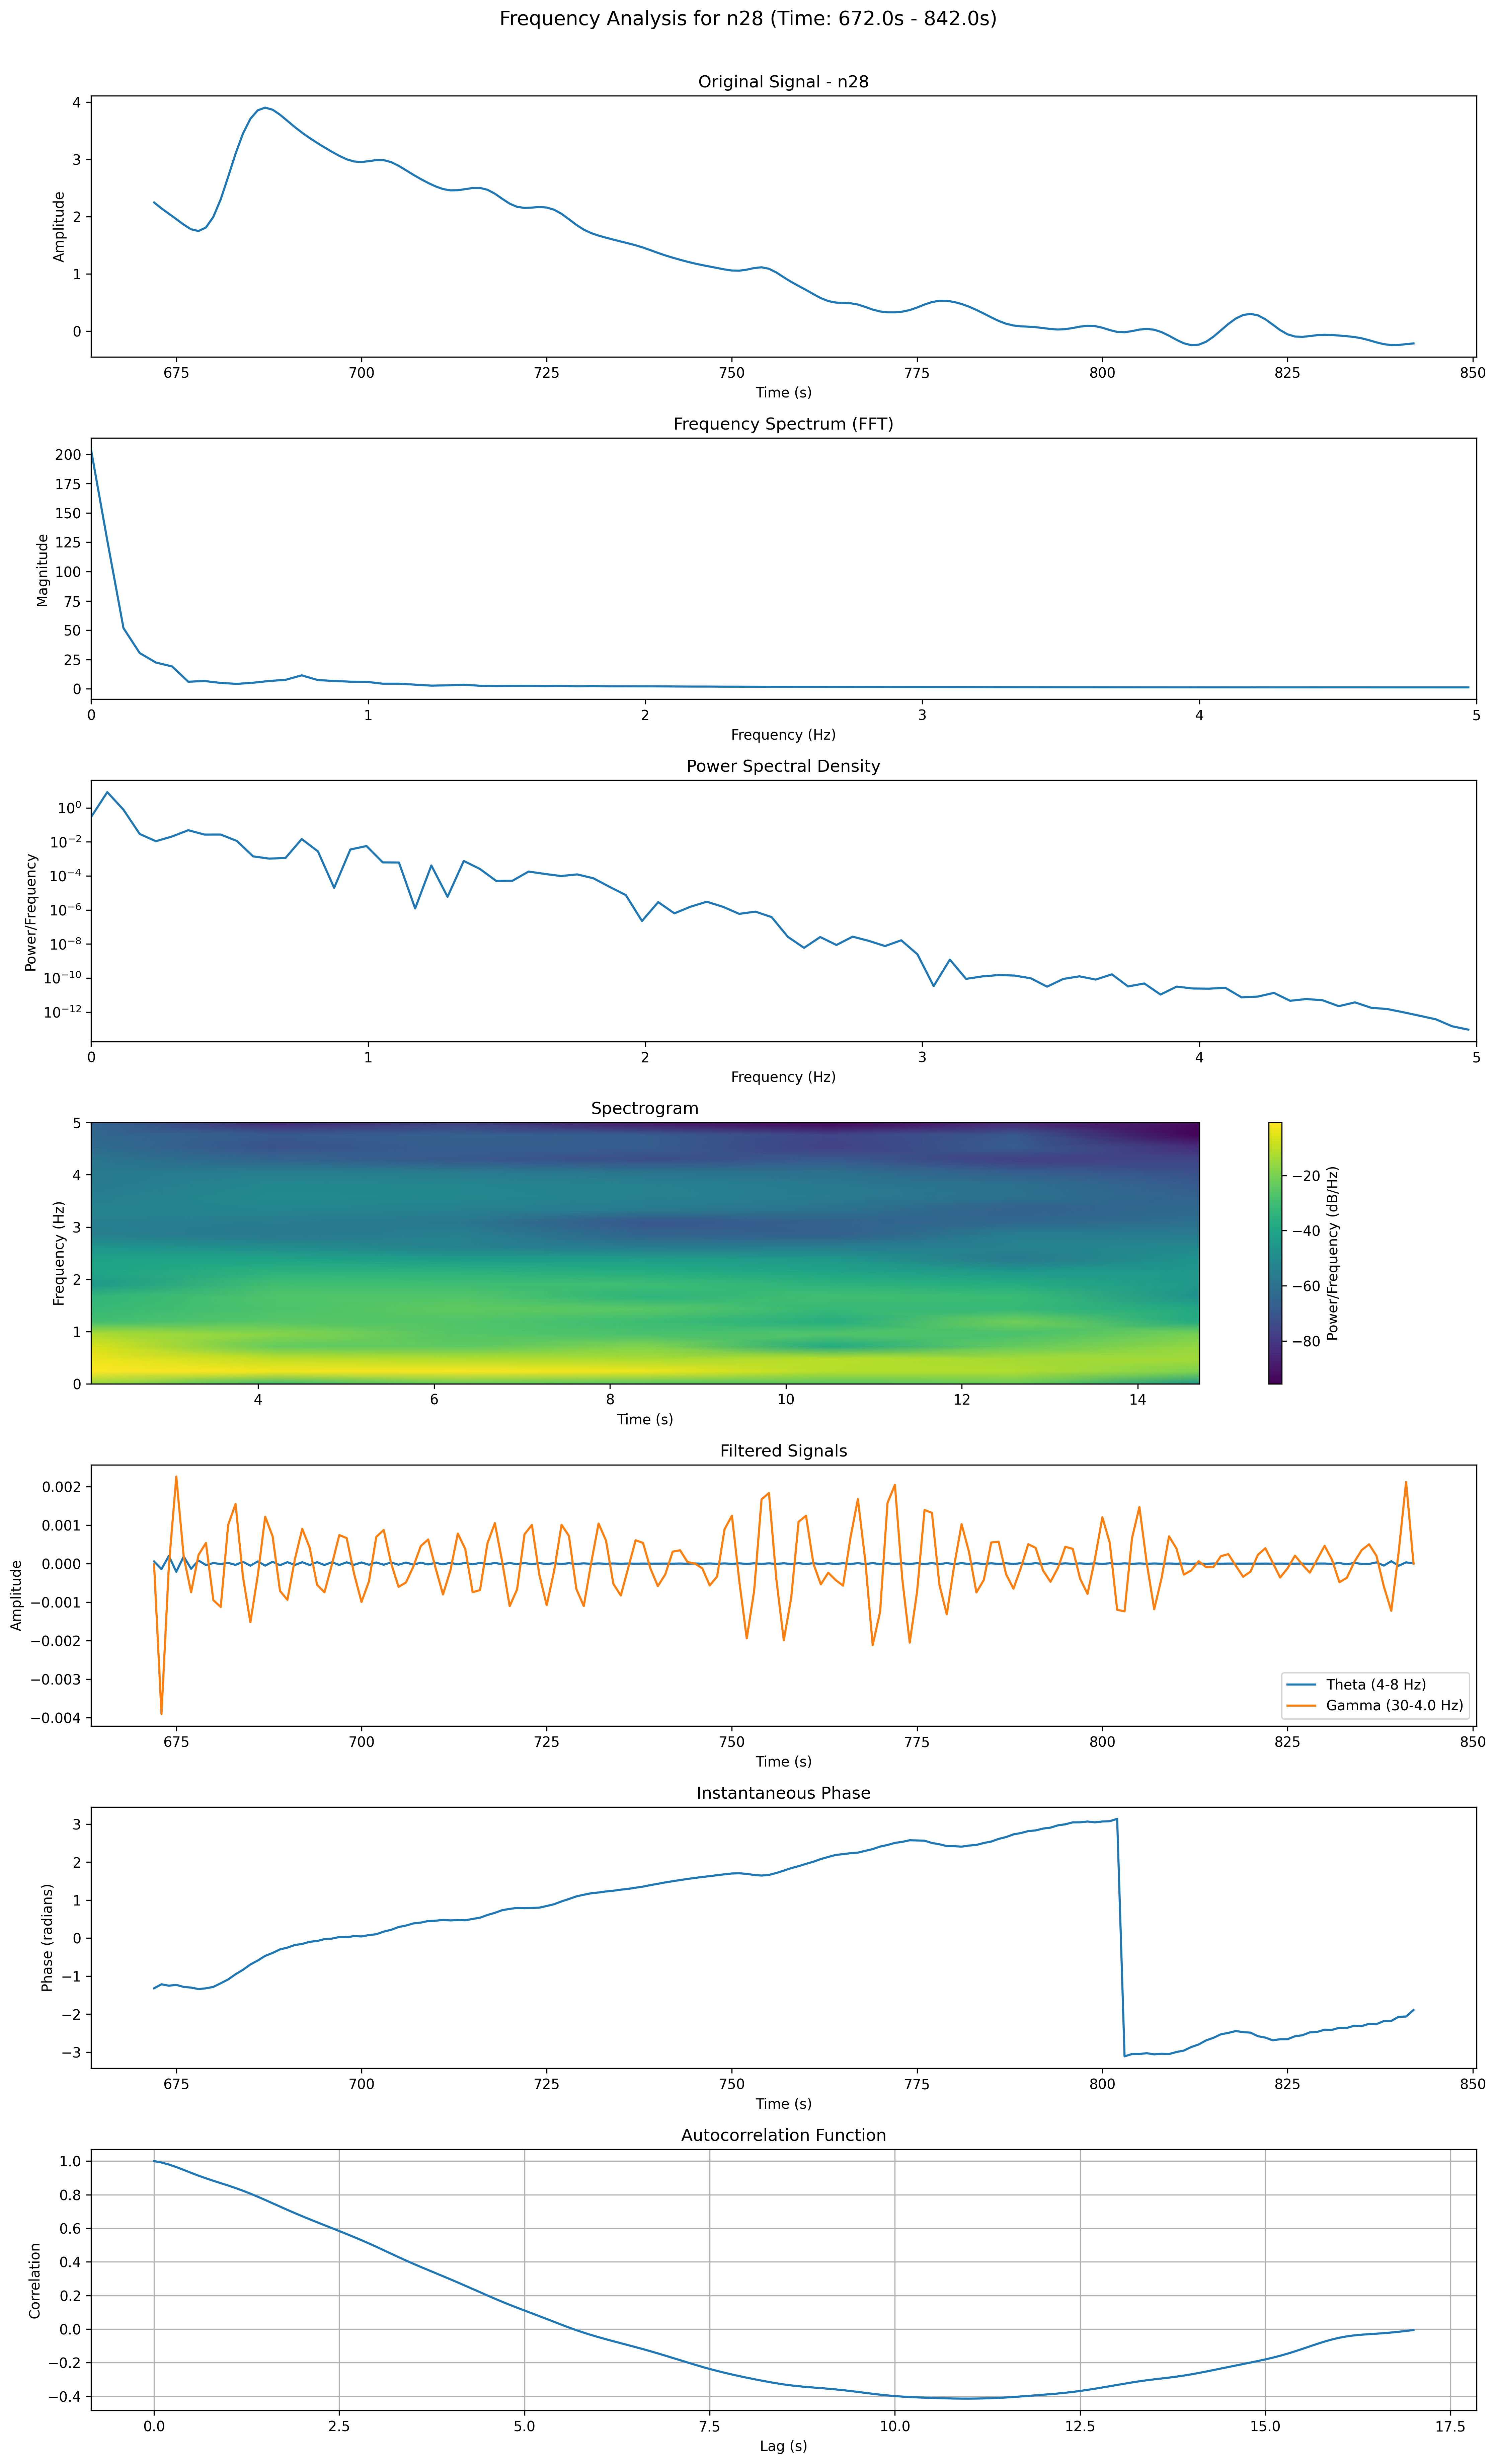 Frequency Analysis for n28 (Time: 672.0s - 842.0s)
Original Signal - n28
Amplitude
4
3
2
1
0
675 700 725 750 775 800 825 850
Time (s)
Frequency Spectrum (FFT)
Magnitude
200
175
150
125
100
75
50
25
0
0 1 2 3 4 5
Frequency (Hz)
Power Spectral Density
Power/Frequency
10⁰
10⁻²
10⁻⁴
10⁻⁶
10⁻⁸
10⁻¹⁰
10⁻¹²
0 1 2 3 4 5
Frequency (Hz)
Spectrogram
Frequency (Hz)
5
4
3
2
1
0
4 6 8 10 12 14
Time (s)
−20
−40
−60
−80
Power/Frequency (dB/Hz)
Filtered Signals
Amplitude
0.002
0.001
0.000
−0.001
−0.002
−0.003
−0.004
Theta (4-8 Hz)
Gamma (30-4.0 Hz)
675 700 725 750 775 800 825 850
Time (s)
Instantaneous Phase
Phase (radians)
3
2
1
0
−1
−2
−3
675 700 725 750 775 800 825 850
Time (s)
Autocorrelation Function
Correlation
1.0
0.8
0.6
0.4
0.2
0.0
−0.2
−0.4
0.0 2.5 5.0 7.5 10.0 12.5 15.0 17.5
Lag (s)